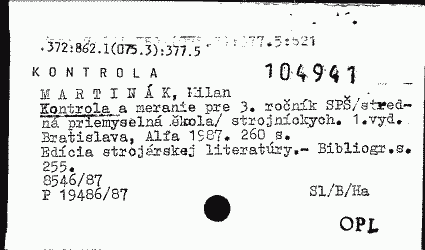 .372:862.1(075.3):377.5
K O N T R O L A 104941
M A R T I N Á K, Milan
Kontrola a meranie pre 3. ročník SPŠ/stred-
ná priemyselná škola/ strojníckych. 1.vyd.
Bratislava, Alfa 1987. 260 s.
Edícia strojárskej literatúry.- Bibliogr.s.
255.
8546/87
P 19486/87 Sl/B/Ha
OPL